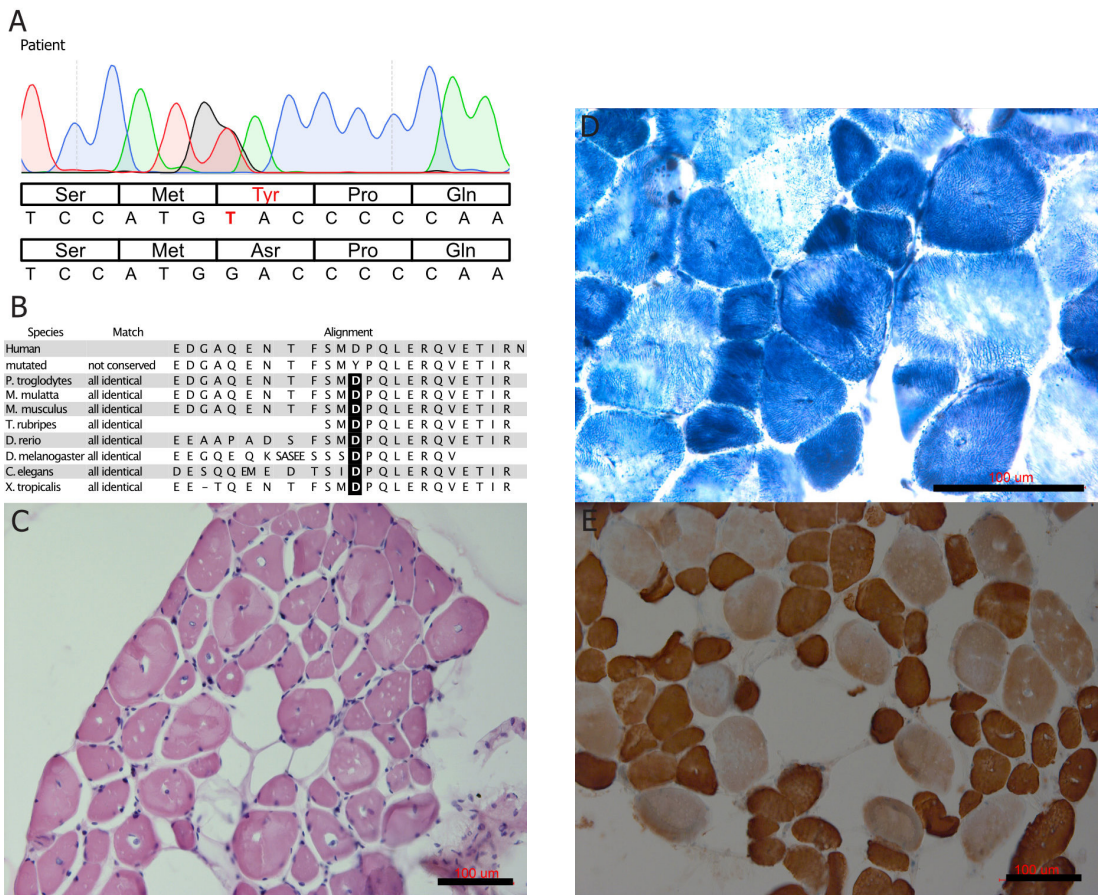 A
Patient
Ser Met Tyr Pro Gln
T C C A T G T A C C C C C A A
Ser Met Asr Pro Gln
T C C A T G G A C C C C C A A
B
Species Match Alignment
Human E D G A Q E N T F S M D P Q L E R Q V E T I R N
mutated not conserved E D G A Q E N T F S M Y P Q L E R Q V E T I R
P. troglodytes all identical E D G A Q E N T F S M D P Q L E R Q V E T I R
M. mulatta all identical E D G A Q E N T F S M D P Q L E R Q V E T I R
M. musculus all identical E D G A Q E N T F S M D P Q L E R Q V E T I R
T. rubripes all identical S M D P Q L E R Q V E T I R
D. rerio all identical E E A A P A D S F S M D P Q L E R Q V E T I R
D. melanogaster all identical E E G Q E Q K SASEE S S S D P Q L E R Q V
C. elegans all identical D E S Q Q EM E D T S I D P Q L E R Q V E T I R
X. tropicalis all identical E E – T Q E N T F S M D P Q L E R Q V E T I R
C
100 um
D
100 um
E
100 um